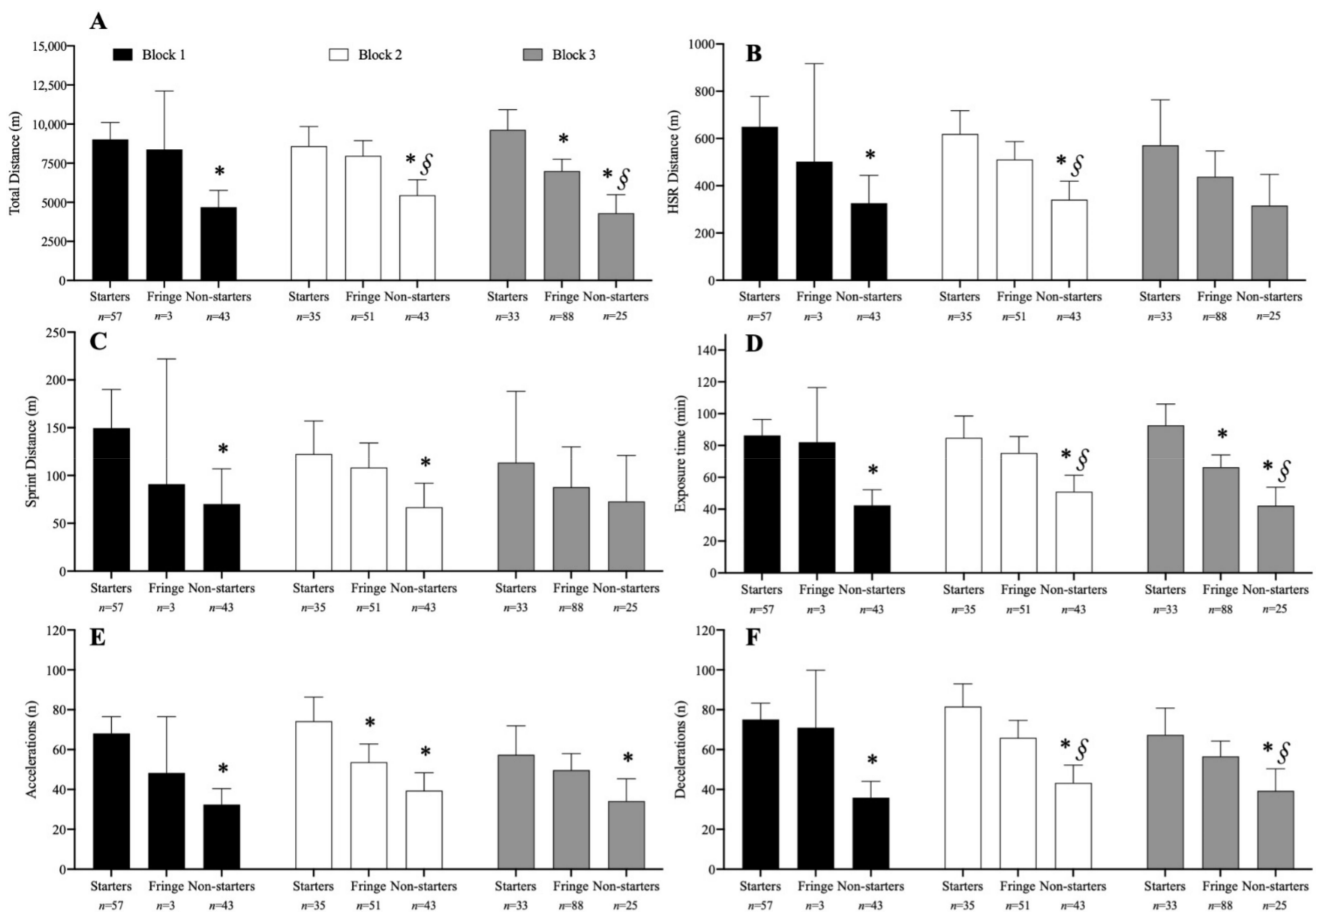 A
Block 1 Block 2 Block 3
Total Distance (m)
15,000
12,500
10,000
7500
5000
2500
0
* * § * * §
Starters Fringe Non-starters Starters Fringe Non-starters Starters Fringe Non-starters
n=57 n=3 n=43 n=35 n=51 n=43 n=33 n=88 n=25
B
HSR Distance (m)
1000
800
600
400
200
0
* * §
Starters Fringe Non-starters Starters Fringe Non-starters Starters Fringe Non-starters
n=57 n=3 n=43 n=35 n=51 n=43 n=33 n=88 n=25
C
Sprint Distance (m)
250
200
150
100
50
0
* *
Starters Fringe Non-starters Starters Fringe Non-starters Starters Fringe Non-starters
n=57 n=3 n=43 n=35 n=51 n=43 n=33 n=88 n=25
D
Exposure time (min)
140
120
100
80
60
40
20
0
* * § * * §
Starters Fringe Non-starters Starters Fringe Non-starters Starters Fringe Non-starters
n=57 n=3 n=43 n=35 n=51 n=43 n=33 n=88 n=25
E
Accelerations (n)
120
100
80
60
40
20
0
* * * *
Starters Fringe Non-starters Starters Fringe Non-starters Starters Fringe Non-starters
n=57 n=3 n=43 n=35 n=51 n=43 n=33 n=88 n=25
F
Decelerations (n)
120
100
80
60
40
20
0
* * § * §
Starters Fringe Non-starters Starters Fringe Non-starters Starters Fringe Non-starters
n=57 n=3 n=43 n=35 n=51 n=43 n=33 n=88 n=25